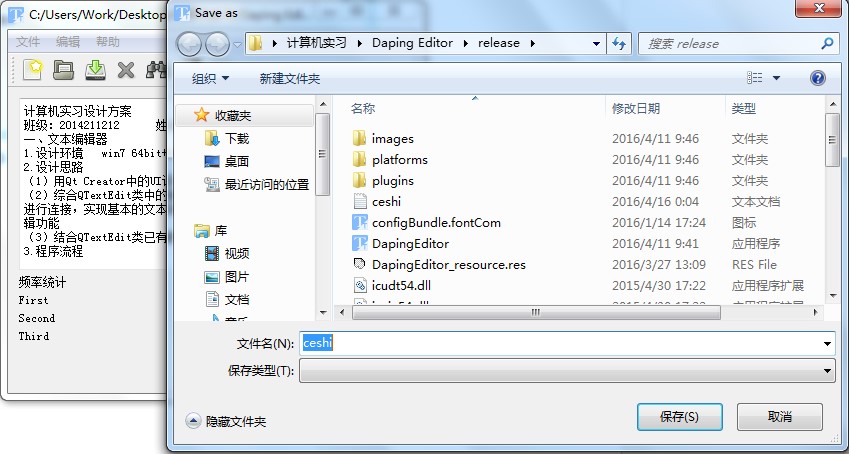 C:/Users/Work/Desktop
文件 编辑 帮助
计算机实习设计方案
班级：2014211212
一、文本编辑器
1.设计环境 win7 64bit
2.设计思路
（1）用Qt Creator中的UI
（2）综合QTextEdit类中的
进行连接，实现基本的文本
辑功能
（3）结合QTextEdit类已有
3.程序流程
频率统计
First
Second
Third
Save as
计算机实习 Daping Editor release
搜索 release
组织 新建文件夹
收藏夹
下载
桌面
最近访问的位置
库
视频
图片
文档
音乐
名称 修改日期 类型
images 2016/4/11 9:46 文件夹
platforms 2016/4/11 9:46 文件夹
plugins 2016/4/11 9:46 文件夹
ceshi 2016/4/16 0:04 文本文档
configBundle.fontCom 2016/1/14 17:24 图标
DapingEditor 2016/4/11 9:41 应用程序
DapingEditor_resource.res 2016/3/27 13:09 RES File
icudt54.dll 2015/4/30 17:22 应用程序扩展
文件名(N): ceshi
保存类型(T):
隐藏文件夹
保存(S) 取消